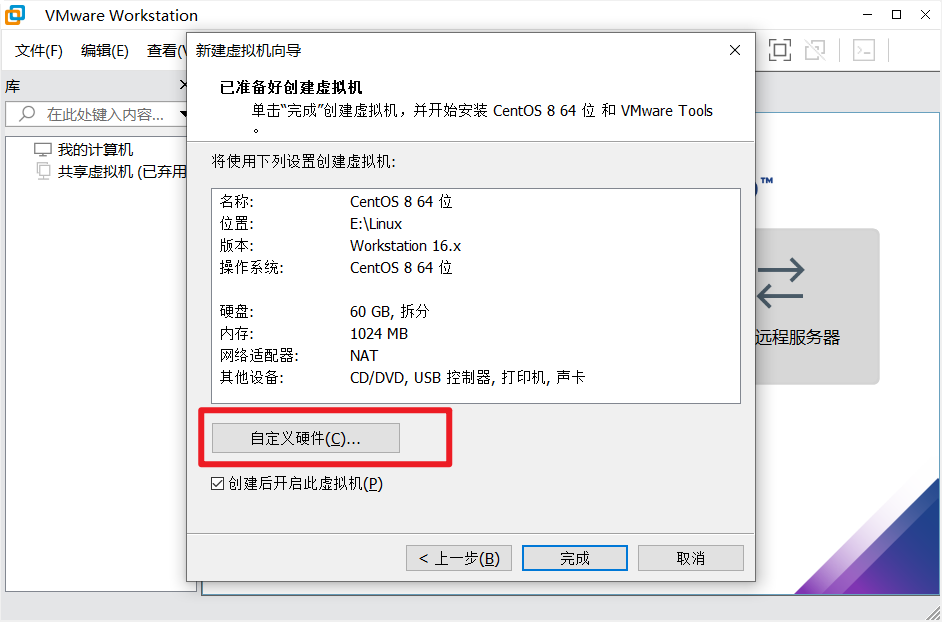 VMware Workstation
文件(F) 编辑(E) 查看(V
库
在此处键入内容...
我的计算机
共享虚拟机 (已弃用
新建虚拟机向导
已准备好创建虚拟机
单击“完成”创建虚拟机，并开始安装 CentOS 8 64 位 和 VMware Tools
。
将使用下列设置创建虚拟机:
名称: CentOS 8 64 位
位置: E:\Linux
版本: Workstation 16.x
操作系统: CentOS 8 64 位
硬盘: 60 GB, 拆分
内存: 1024 MB
网络适配器: NAT
其他设备: CD/DVD, USB 控制器, 打印机, 声卡
自定义硬件(C)...
创建后开启此虚拟机(P)
< 上一步(B) 完成 取消
™
远程服务器